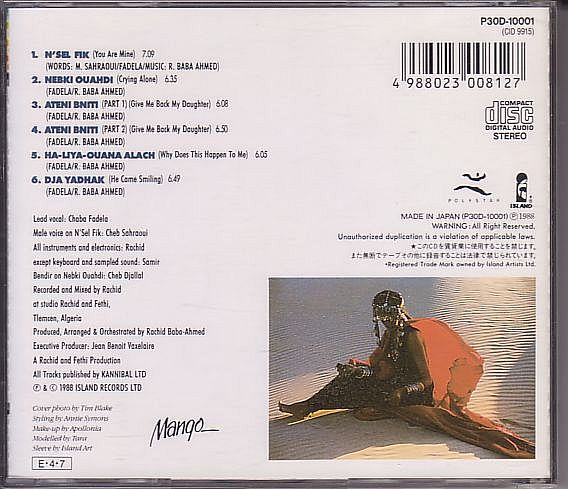 P30D-10001
(CID 9915)
1. N'SEL FIK (You Are Mine) 7.09
(WORDS: M. SAHRAOUI/FADELA/MUSIC: R. BABA AHMED)
2. NEBKI OUAHDI (Crying Alone) 6.35
(FADELA/R. BABA AHMED)
3. ATENI BNITI (PART 1) (Give Me Back My Daughter) 6.08
(FADELA/R. BABA AHMED)
4. ATENI BNITI (PART 2) (Give Me Back My Daughter) 6.50
(FADELA/R. BABA AHMED)
5. HA-LIYA-OUANA ALACH (Why Does This Happen To Me) 6.05
(FADELA/R. BABA AHMED)
6. DJA YADHAK (He Came Smiling) 6.49
(FADELA/R. BABA AHMED)
4 988023 008127
COMPACT
disc
DIGITAL AUDIO
STEREO
POLYSTAR
ISLAND
MADE IN JAPAN (P30D-10001) Ⓟ1988
WARNING: All Right Reserved.
Unauthorized duplication is a violation of applicable laws.
★このCDを賃貸業に使用することを禁じます。
また無断でテープその他に録音することは法律で禁じられています。
*Registered Trade Mark owned by Island Artists Ltd.
Lead vocal: Chaba Fadela
Male voice on N'Sel Fik: Cheb Sahraoui
All instruments and electronics: Rachid
except keyboard and sampled sound: Samir
Bendir on Nebki Ouahdi: Cheb Djallal
Recorded and Mixed by Rachid
at studio Rachid and Fethi,
Tlemcen, Algeria
Produced, Arranged & Orchestrated by Rachid Baba-Ahmed
Executive Producer: Jean Benoit Vaxelaire
A Rachid and Fethi Production
All Tracks published by KANNIBAL LTD
Ⓟ & © 1988 ISLAND RECORDS LTD
Cover photo by Tim Blake
Styling by Annie Symons
Make-up by Apollonia
Modelled by Tara
Sleeve by Island Art
Mango
E·4·7